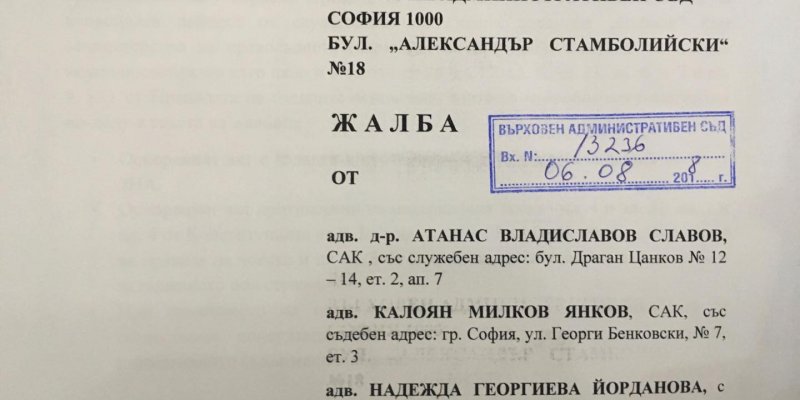 СОФИЯ 1000
БУЛ. „АЛЕКСАНДЪР СТАМБОЛИЙСКИ“
№18
ЖАЛБА
ВЪРХОВЕН АДМИНИСТРАТИВЕН СЪД
Вх. N: 13236
06.08 2018 г.
ОТ
адв. д-р. АТАНАС ВЛАДИСЛАВОВ СЛАВОВ,
САК , със служебен адрес: бул. Драган Цанков № 12
– 14, ет. 2, ап. 7
адв. КАЛОЯН МИЛКОВ ЯНКОВ, САК, със
съдебен адрес: гр. София, ул. Георги Бенковски, № 7,
ет. 3
адв. НАДЕЖДА ГЕОРГИЕВА ЙОРДАНОВА, с